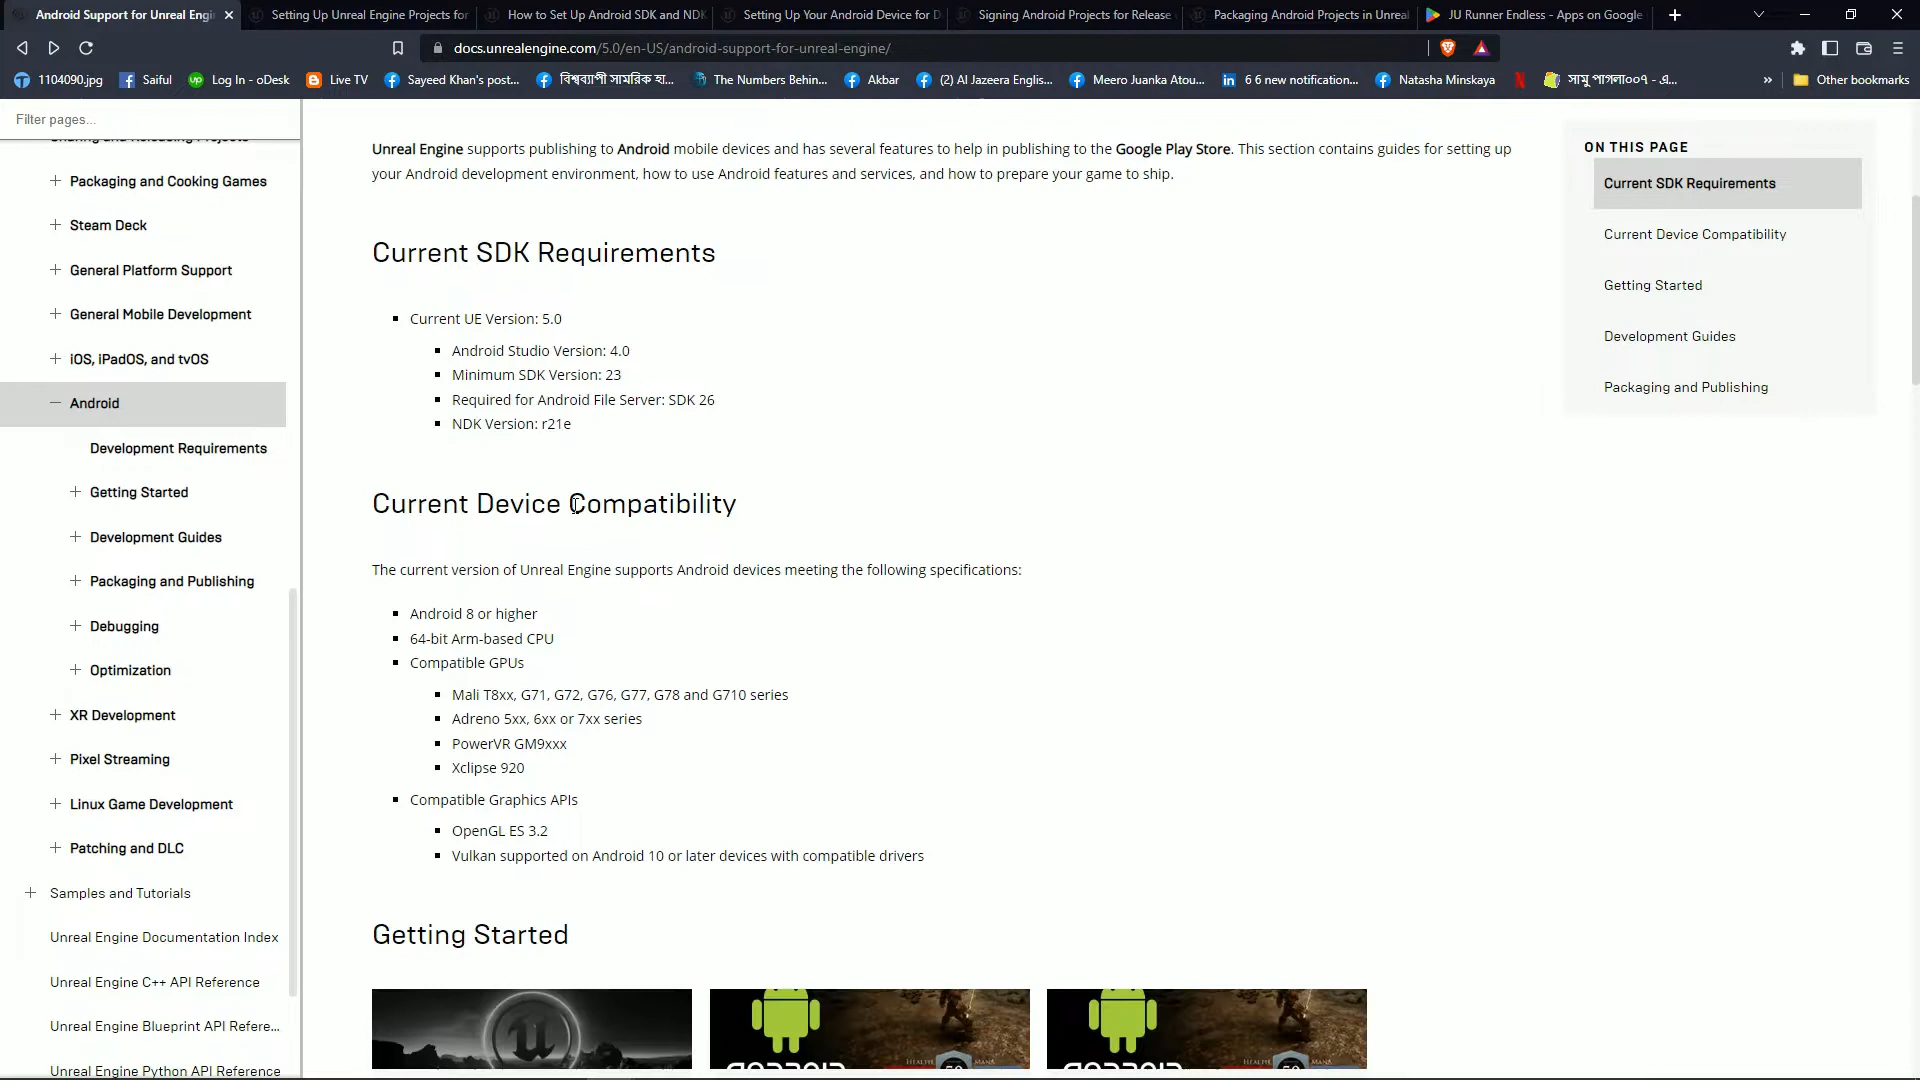 Android Support for Unreal Engi
Setting Up Unreal Engine Projects for
How to Set Up Android SDK and NDK
Setting Up Your Android Device for D
Signing Android Projects for Release
Packaging Android Projects in Unreal
JU Runner Endless - Apps on Google
docs.unrealengine.com/5.0/en-US/android-support-for-unreal-engine/
1104090.jpg
Saiful
Log In - oDesk
Live TV
Sayeed Khan's post...
বিশ্বব্যাপী সামরিক হা...
The Numbers Behin...
Akbar
(2) Al Jazeera Englis...
Meero Juanka Atou...
6 6 new notification...
Natasha Minskaya
সামু পাগলা০০৭ - এ...
»
Other bookmarks
Filter pages...
Sharing and Releasing Projects
Packaging and Cooking Games
Steam Deck
General Platform Support
General Mobile Development
iOS, iPadOS, and tvOS
Android
Development Requirements
Getting Started
Development Guides
Packaging and Publishing
Debugging
Optimization
XR Development
Pixel Streaming
Linux Game Development
Patching and DLC
Samples and Tutorials
Unreal Engine Documentation Index
Unreal Engine C++ API Reference
Unreal Engine Blueprint API Refere...
Unreal Engine Python API Reference
Unreal Engine supports publishing to Android mobile devices and has several features to help in publishing to the Google Play Store. This section contains guides for setting up
your Android development environment, how to use Android features and services, and how to prepare your game to ship.
Current SDK Requirements
Current UE Version: 5.0
Android Studio Version: 4.0
Minimum SDK Version: 23
Required for Android File Server: SDK 26
NDK Version: r21e
Current Device Compatibility
The current version of Unreal Engine supports Android devices meeting the following specifications:
Android 8 or higher
64-bit Arm-based CPU
Compatible GPUs
Mali T8xx, G71, G72, G76, G77, G78 and G710 series
Adreno 5xx, 6xx or 7xx series
PowerVR GM9xxx
Xclipse 920
Compatible Graphics APIs
OpenGL ES 3.2
Vulkan supported on Android 10 or later devices with compatible drivers
Getting Started
ANDROID
HEALTH
MANA
50
ANDROID
HEALTH
MANA
50
ON THIS PAGE
Current SDK Requirements
Current Device Compatibility
Getting Started
Development Guides
Packaging and Publishing